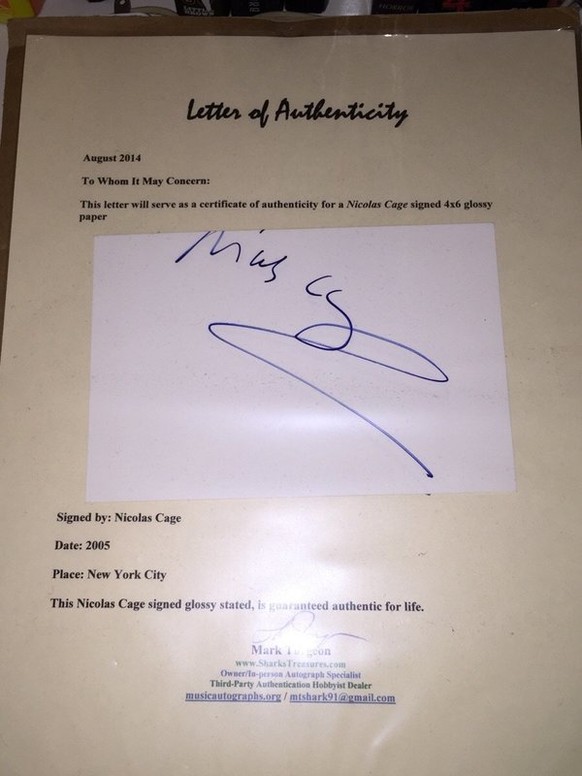 Letter of Authenticity
August 2014
To Whom It May Concern:
This letter will serve as a certificate of authenticity for a Nicolas Cage signed 4x6 glossy
paper
Signed by: Nicolas Cage
Date: 2005
Place: New York City
This Nicolas Cage signed glossy stated, is guaranteed authentic for life.
Mark
www.SharksTreasures.com
Owner/In-person Autograph Specialist
Third-Party Authentication Hobbyist Dealer
musicautographs.org / mtshark91@gmail.com